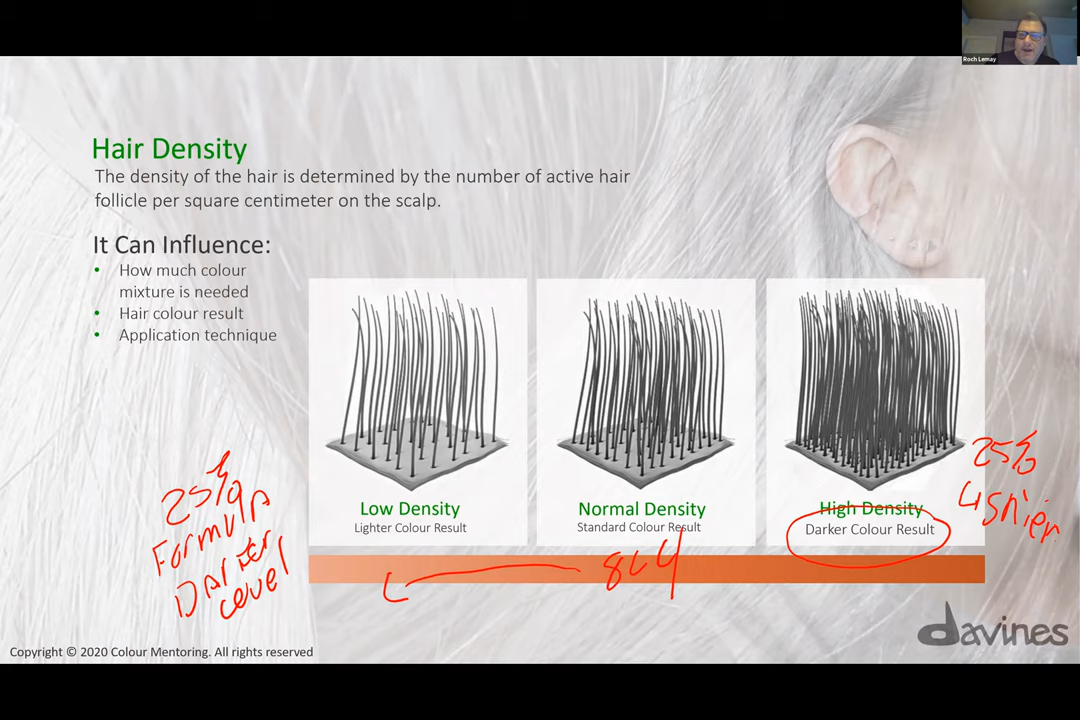 Roch Lemay
Hair Density
The density of the hair is determined by the number of active hair
follicle per square centimeter on the scalp.
It Can Influence:
• How much colour
mixture is needed
• Hair colour result
• Application technique
Low Density
Lighter Colour Result
Normal Density
Standard Colour Result
High Density
Darker Colour Result
25%
Formula
Darker
Level
25%
davines
Copyright © 2020 Colour Mentoring. All rights reserved